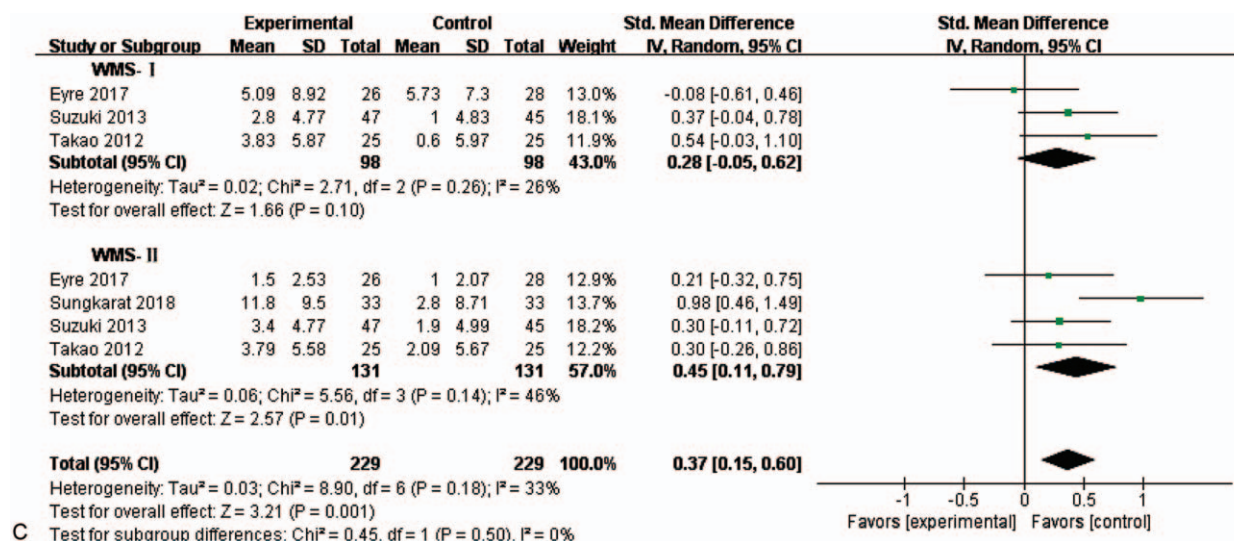 Experimental Control Std. Mean Difference Std. Mean Difference
Study or Subgroup Mean SD Total Mean SD Total Weight IV, Random, 95% CI IV, Random, 95% CI
WMS- I
Eyre 2017 5.09 8.92 26 5.73 7.3 28 13.0% -0.08 [-0.61, 0.46]
Suzuki 2013 2.8 4.77 47 1 4.83 45 18.1% 0.37 [-0.04, 0.78]
Takao 2012 3.83 5.87 25 0.6 5.97 25 11.9% 0.54 [-0.03, 1.10]
Subtotal (95% CI) 98 98 43.0% 0.28 [-0.05, 0.62]
Heterogeneity: Tau² = 0.02; Chi² = 2.71, df = 2 (P = 0.26); I² = 26%
Test for overall effect: Z = 1.66 (P = 0.10)
WMS- II
Eyre 2017 1.5 2.53 26 1 2.07 28 12.9% 0.21 [-0.32, 0.75]
Sungkarat 2018 11.8 9.5 33 2.8 8.71 33 13.7% 0.98 [0.46, 1.49]
Suzuki 2013 3.4 4.77 47 1.9 4.99 45 18.2% 0.30 [-0.11, 0.72]
Takao 2012 3.79 5.58 25 2.09 5.67 25 12.2% 0.30 [-0.26, 0.86]
Subtotal (95% CI) 131 131 57.0% 0.45 [0.11, 0.79]
Heterogeneity: Tau² = 0.06; Chi² = 5.56, df = 3 (P = 0.14); I² = 46%
Test for overall effect: Z = 2.57 (P = 0.01)
Total (95% CI) 229 229 100.0% 0.37 [0.15, 0.60]
Heterogeneity: Tau² = 0.03; Chi² = 8.90, df = 6 (P = 0.18); I² = 33%
Test for overall effect: Z = 3.21 (P = 0.001)
Test for subgroup differences: Chi² = 0.45, df = 1 (P = 0.50), I² = 0%
-1 -0.5 0 0.5 1
Favors [experimental] Favors [control]
C